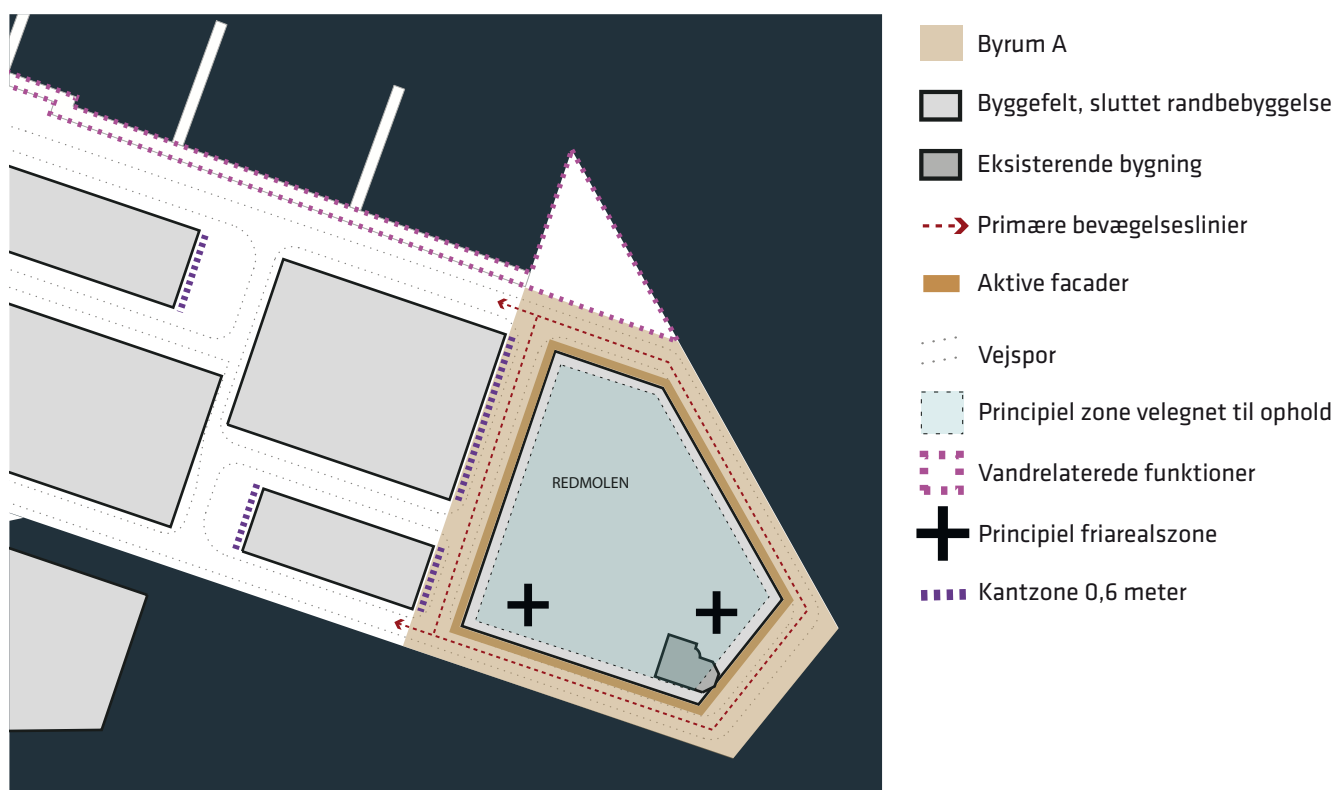 Byrum A
Byggefelt, sluttet randbebyggelse
Eksisterende bygning
Primære bevægelseslinier
Aktive facader
Vejspor
Principiel zone velegnet til ophold
Vandrelaterede funktioner
Principiel friarealszone
Kantzone 0,6 meter
REDMOLEN